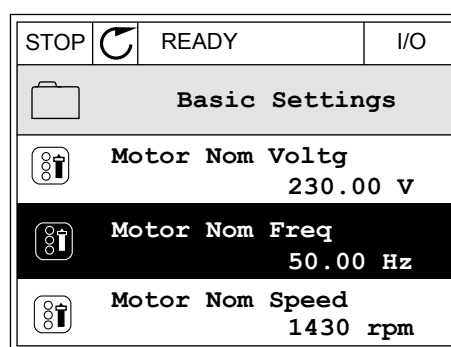 STOP READY I/O
Basic Settings
Motor Nom Voltg
230.00 V
Motor Nom Freq
50.00 Hz
Motor Nom Speed
1430 rpm